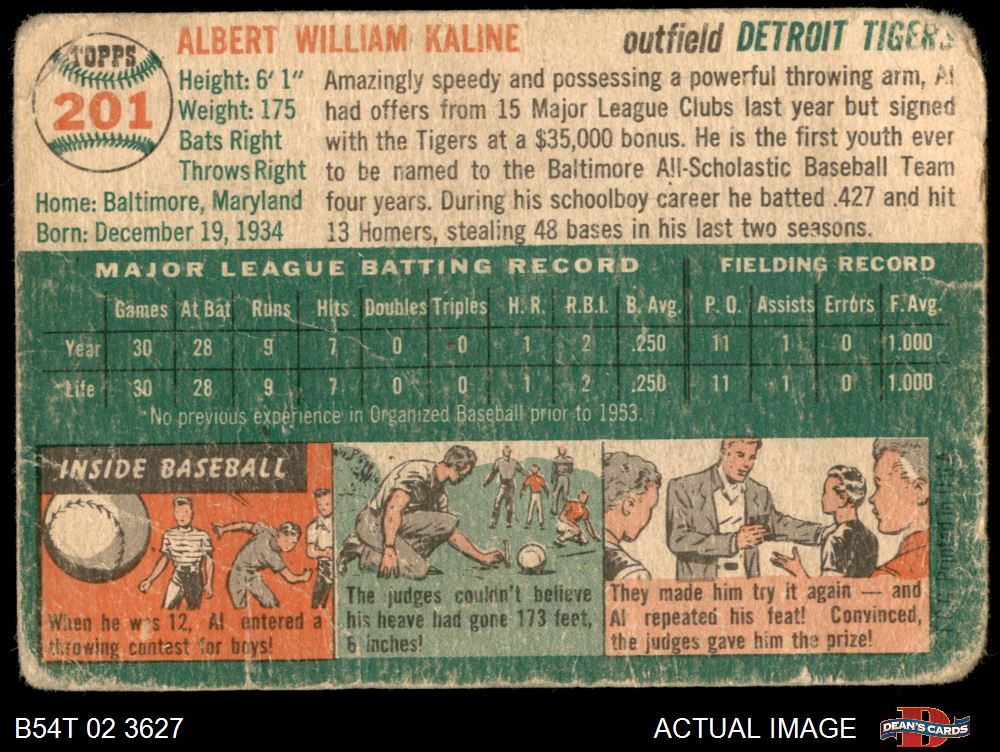 TOPPS
201
ALBERT WILLIAM KALINE
outfield DETROIT TIGERS
Height: 6' 1"
Weight: 175
Bats Right
Throws Right
Home: Baltimore, Maryland
Born: December 19, 1934
Amazingly speedy and possessing a powerful throwing arm, Al
had offers from 15 Major League Clubs last year but signed
with the Tigers at a $35,000 bonus. He is the first youth ever
to be named to the Baltimore All-Scholastic Baseball Team
four years. During his schoolboy career he batted .427 and hit
13 Homers, stealing 48 bases in his last two seasons.
MAJOR LEAGUE BATTING RECORD FIELDING RECORD
Games At Bat Runs Hits Doubles Triples H. R. R.B.I. B. Avg. P. O. Assists Errors F. Avg.
Year 30 28 9 7 0 0 1 2 .250 11 1 0 1.000
Life 30 28 9 7 0 0 1 2 .250 11 1 0 1.000
*No previous experience in Organized Baseball prior to 1953.
INSIDE BASEBALL
When he was 12, Al entered a
throwing contest for boys!
The judges couldn't believe
his heave had gone 173 feet,
6 inches!
They made him try it again — and
Al repeated his feat! Convinced,
the judges gave him the prize!
Printed in U.S.A.
B54T 02 3627
ACTUAL IMAGE
DEAN'S CARDS